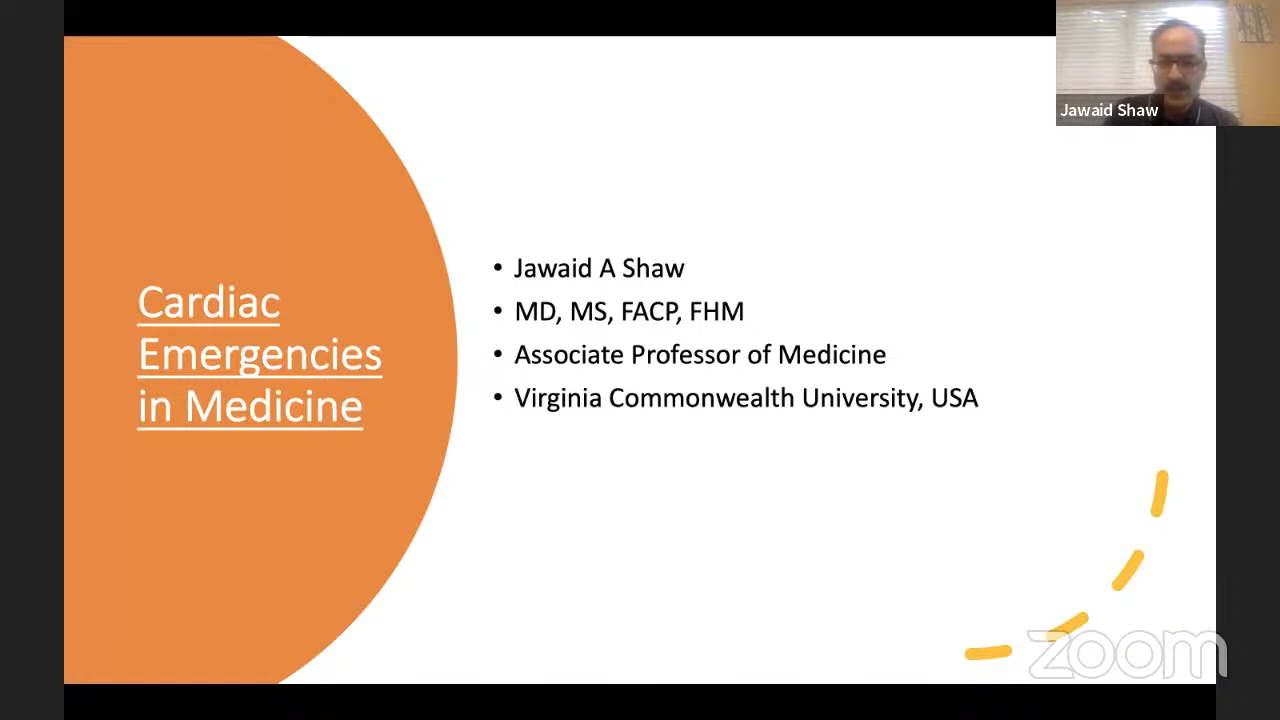 Jawaid Shaw
Cardiac
Emergencies
in Medicine
• Jawaid A Shaw
• MD, MS, FACP, FHM
• Associate Professor of Medicine
• Virginia Commonwealth University, USA
zoom